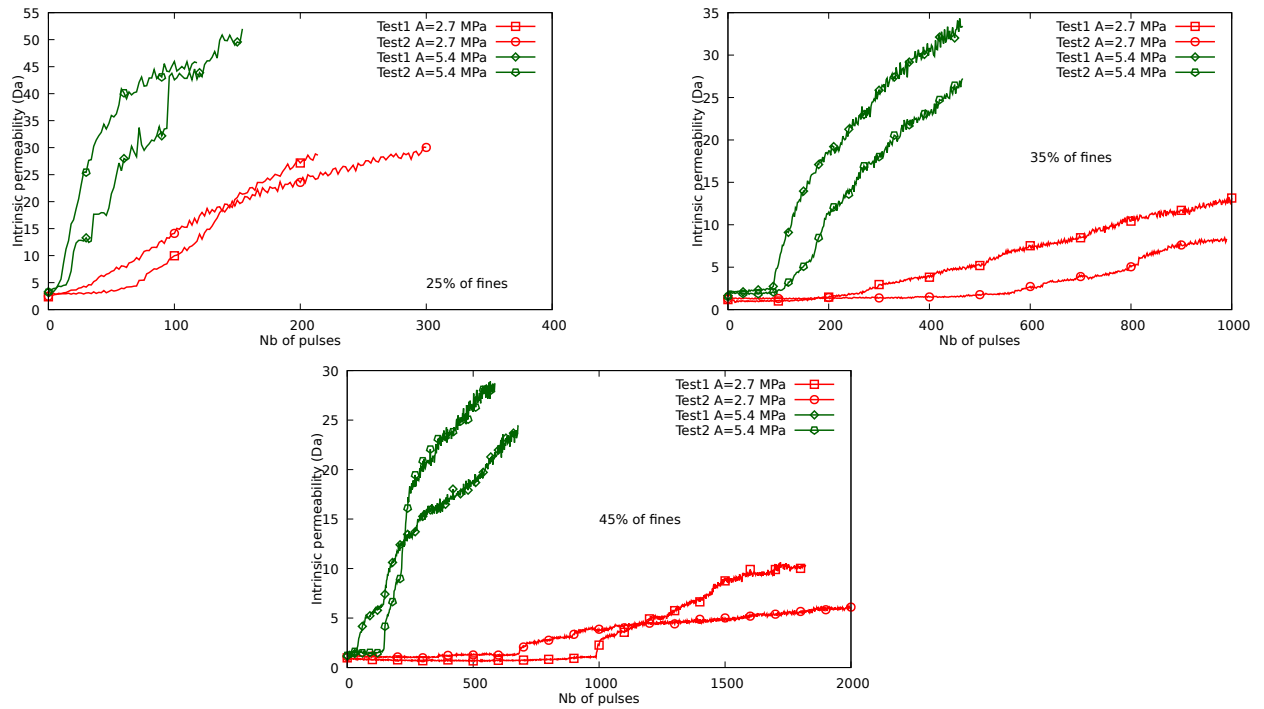 55
50
45
40
35
30
25
20
15
10
5
0
Intrinsic permeability (Da)
0 100 200 300 400
Nb of pulses
Test1 A=2.7 MPa
Test2 A=2.7 MPa
Test1 A=5.4 MPa
Test2 A=5.4 MPa
25% of fines
35
30
25
20
15
10
5
0
Intrinsic permeability (Da)
0 200 400 600 800 1000
Nb of pulses
Test1 A=2.7 MPa
Test2 A=2.7 MPa
Test1 A=5.4 MPa
Test2 A=5.4 MPa
35% of fines
30
25
20
15
10
5
0
Intrinsic permeability (Da)
0 500 1000 1500 2000
Nb of pulses
Test1 A=2.7 MPa
Test2 A=2.7 MPa
Test1 A=5.4 MPa
Test2 A=5.4 MPa
45% of fines